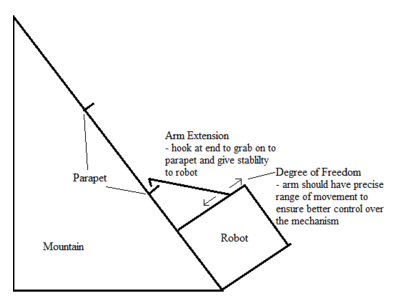 Arm Extension
- hook at end to grab on to
parapet and give stablilty
to robot
Degree of Freedom
- arm should have precise
range of movement to
ensure better control over
the mechanism
Parapet
Mountain
Robot